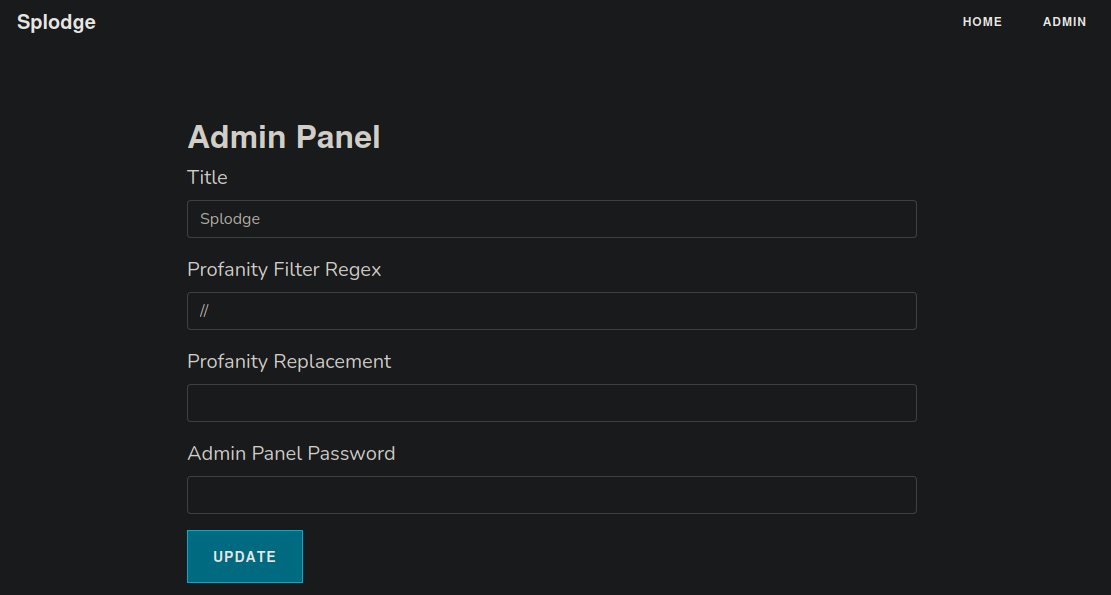 Splodge
HOME ADMIN
Admin Panel
Title
Splodge
Profanity Filter Regex
//
Profanity Replacement
Admin Panel Password
UPDATE